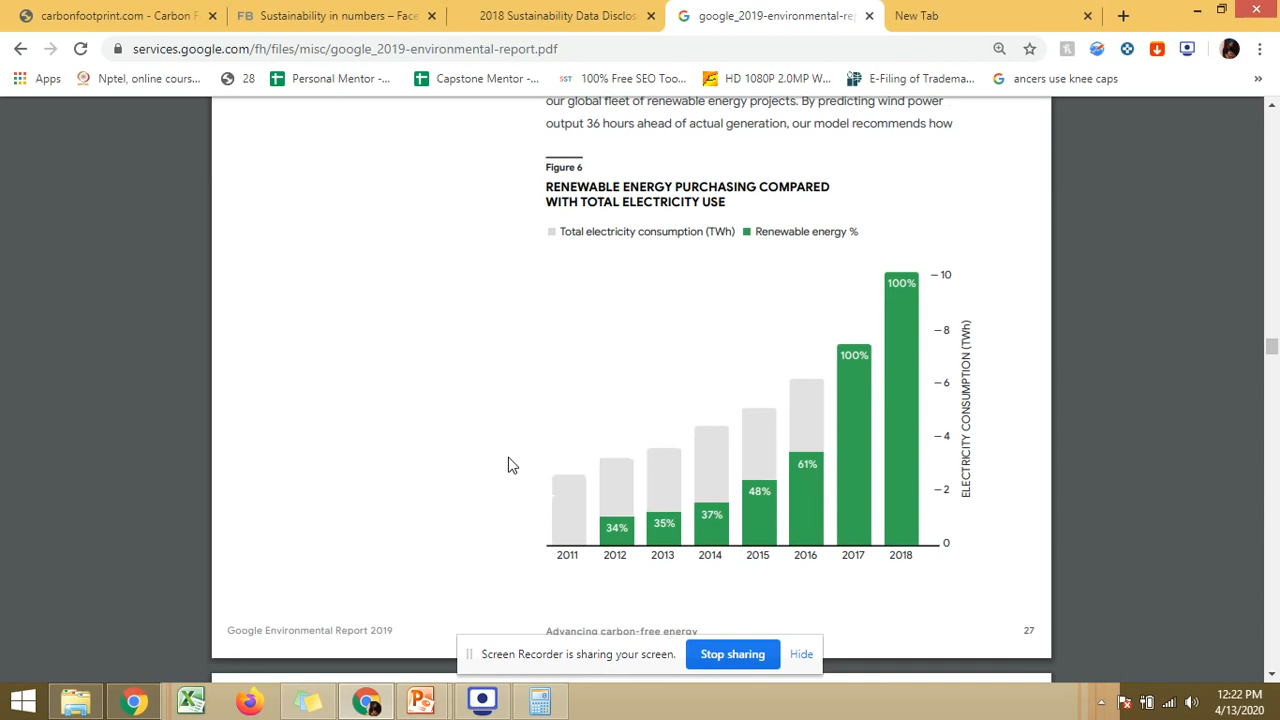 carbonfootprint.com - Carbon F
Sustainability in numbers – Face
2018 Sustainability Data Disclos
google_2019-environmental-rep
New Tab
services.google.com/fh/files/misc/google_2019-environmental-report.pdf
Apps
Nptel, online cours...
28
Personal Mentor -...
Capstone Mentor -...
SST 100% Free SEO Too...
HD 1080P 2.0MP W...
E-Filing of Tradema...
ancers use knee caps
»
our global fleet of renewable energy projects. By predicting wind power
output 36 hours ahead of actual generation, our model recommends how
Figure 6
RENEWABLE ENERGY PURCHASING COMPARED
WITH TOTAL ELECTRICITY USE
Total electricity consumption (TWh) Renewable energy %
10
8
6
4
2
0
ELECTRICITY CONSUMPTION (TWh)
34%
35%
37%
48%
61%
100%
100%
2011 2012 2013 2014 2015 2016 2017 2018
Google Environmental Report 2019
Advancing carbon-free energy
27
Screen Recorder is sharing your screen.
Stop sharing
Hide
12:22 PM
4/13/2020